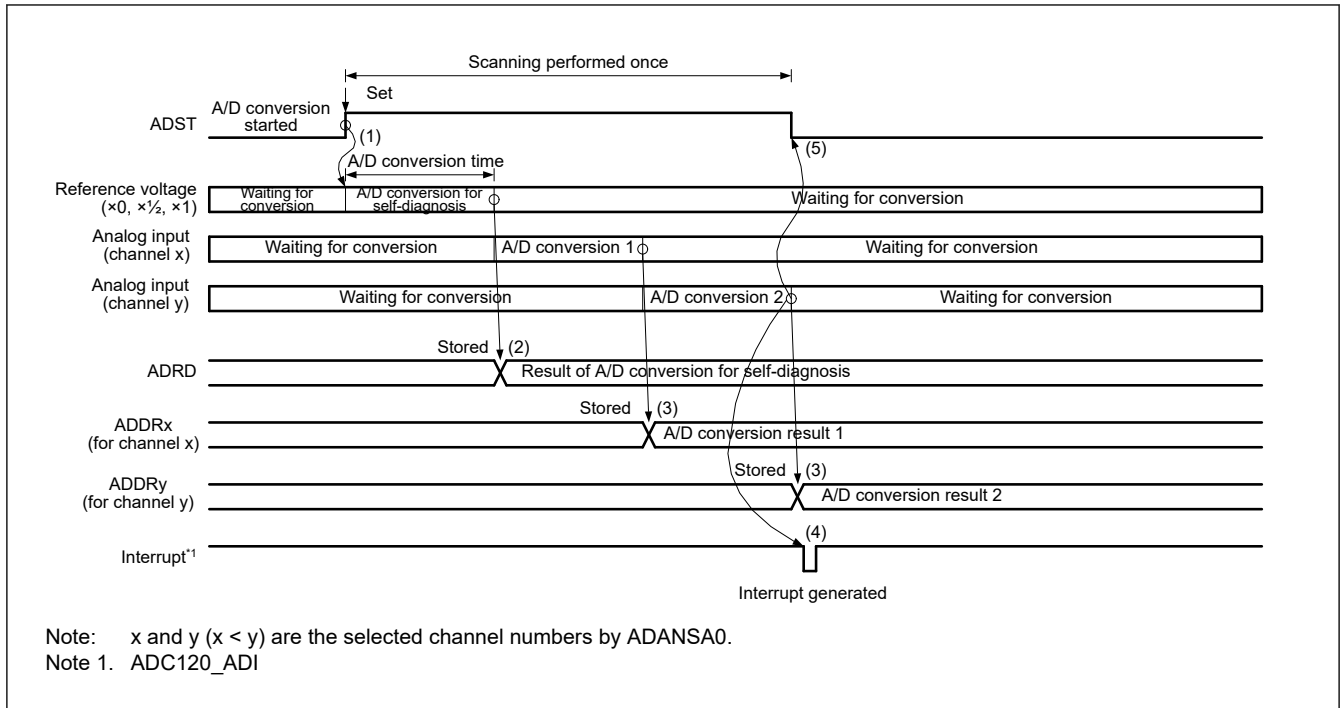 Scanning performed once
Set
A/D conversion
started
ADST
(1)
(5)
A/D conversion time
Reference voltage
(×0, ×½, ×1)
Waiting for
conversion
A/D conversion for
self-diagnosis
Waiting for conversion
Analog input
(channel x)
Waiting for conversion
A/D conversion 1
Waiting for conversion
Analog input
(channel y)
Waiting for conversion
A/D conversion 2
Waiting for conversion
Stored (2)
ADRD
Result of A/D conversion for self-diagnosis
Stored (3)
ADDRx
(for channel x)
A/D conversion result 1
Stored (3)
ADDRy
(for channel y)
A/D conversion result 2
(4)
Interrupt*1
Interrupt generated
Note: x and y (x < y) are the selected channel numbers by ADANSA0.
Note 1. ADC120_ADI